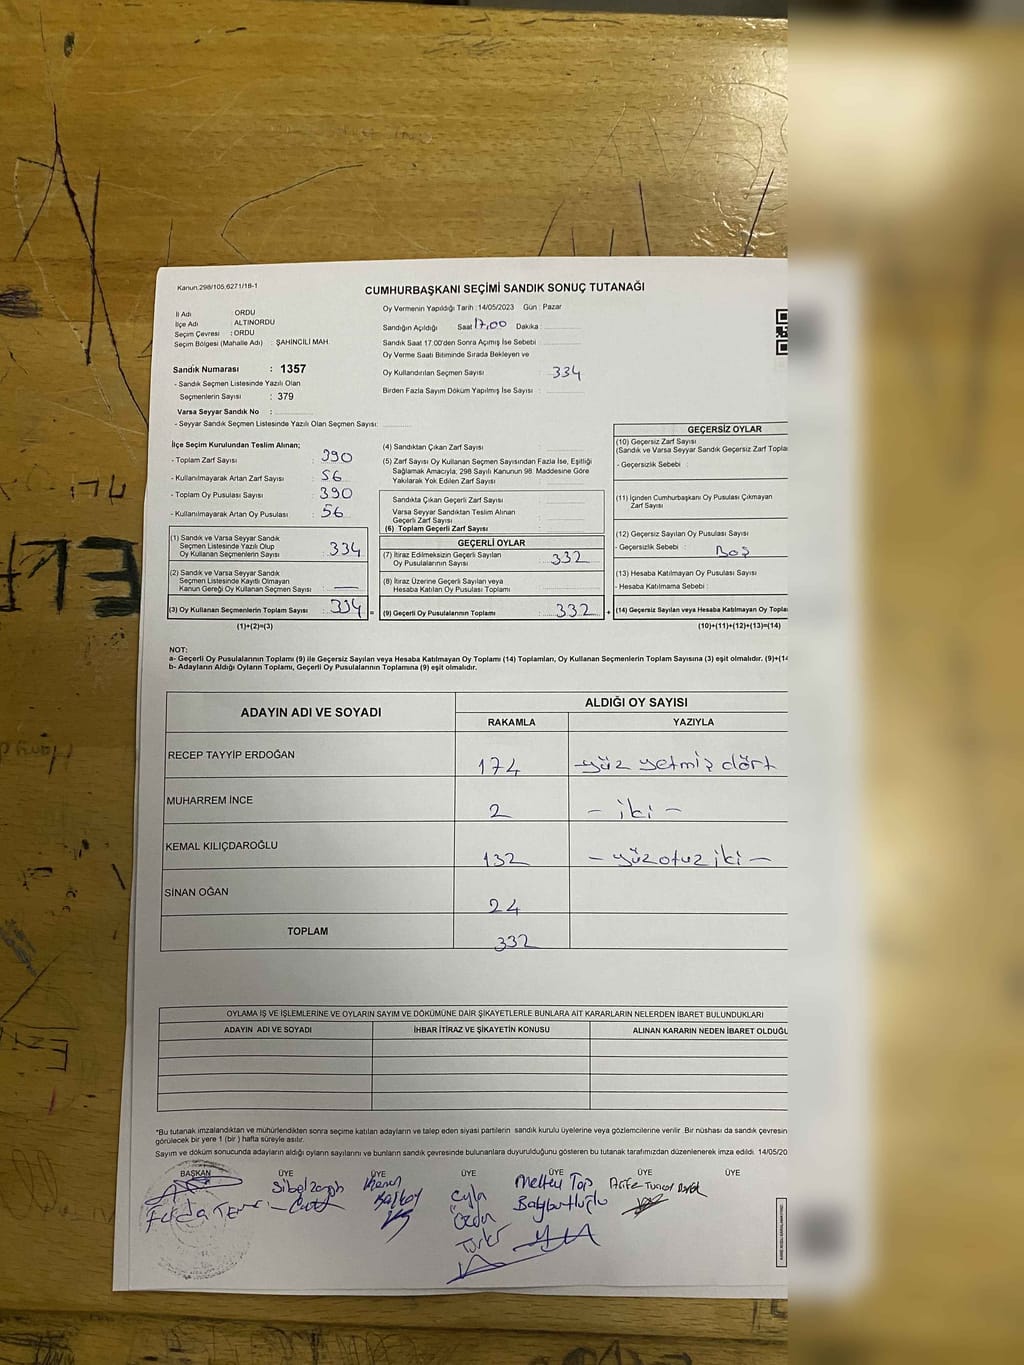 Kanun.298/105,6271/18-1
CUMHURBAŞKANI SEÇİMİ SANDIK SONUÇ TUTANAĞI
İl Adı : ORDU
İlçe Adı : ALTINORDU
Seçim Çevresi : ORDU
Seçim Bölgesi (Mahalle Adı) : ŞAHİNCİLİ MAH.
Oy Vermenin Yapıldığı Tarih : 14/05/2023 Gün : Pazar
Sandığın Açıldığı Saat 17.00 Dakika :
Sandık Saat 17:00'den Sonra Açımış İse Sebebi :
Oy Verme Saati Bitiminde Sırada Bekleyen ve
Oy Kullandırılan Seçmen Sayısı : 334
Birden Fazla Sayım Döküm Yapılmış İse Sayısı :
Sandık Numarası : 1357
- Sandık Seçmen Listesinde Yazılı Olan
Seçmenlerin Sayısı : 379
Varsa Seyyar Sandık No :
- Seyyar Sandık Seçmen Listesinde Yazılı Olan Seçmen Sayısı:
İlçe Seçim Kurulundan Teslim Alınan;
- Toplam Zarf Sayısı : 390
- Kullanılmayarak Artan Zarf Sayısı : 56
- Toplam Oy Pusulası Sayısı : 390
- Kullanılmayarak Artan Oy Pusulası : 56
(1) Sandık ve Varsa Seyyar Sandık
Seçmen Listesinde Yazılı Olup
Oy Kullanan Seçmenlerin Sayısı : 334
(2) Sandık ve Varsa Seyyar Sandık
Seçmen Listesinde Kayıtlı Olmayan
Kanun Gereği Oy Kullanan Seçmen Sayısı : —
(3) Oy Kullanan Seçmenlerin Toplam Sayısı : 334 =
(1)+(2)=(3)
(4) Sandıktan Çıkan Zarf Sayısı :
(5) Zarf Sayısı Oy Kullanan Seçmen Sayısından Fazla İse, Eşitliği
Sağlamak Amacıyla; 298 Sayılı Kanunun 98. Maddesine Göre
Yakılarak Yok Edilen Zarf Sayısı :
Sandıkta Çıkan Geçerli Zarf Sayısı :
Varsa Seyyar Sandıktan Teslim Alınan
Geçerli Zarf Sayısı :
(6) Toplam Geçerli Zarf Sayısı :
GEÇERLİ OYLAR
(7) İtiraz Edilmeksizin Geçerli Sayılan
Oy Pusulalarının Sayısı : 332
(8) İtiraz Üzerine Geçerli Sayılan veya
Hesaba Katılan Oy Pusulası Toplamı :
(9) Geçerli Oy Pusulalarının Toplamı : 332 +
GEÇERSİZ OYLAR
(10) Geçersiz Zarf Sayısı
(Sandık ve Varsa Seyyar Sandık Geçersiz Zarf Topla
- Geçersizlik Sebebi :
(11) İçinden Cumhurbaşkanı Oy Pusulası Çıkmayan
Zarf Sayısı
(12) Geçersiz Sayılan Oy Pusulası Sayısı
- Geçersizlik Sebebi : Boş
(13) Hesaba Katılmayan Oy Pusulası Sayısı
- Hesaba Katılmama Sebebi :
(14) Geçersiz Sayılan veya Hesaba Katılmayan Oy Topla
(10)+(11)+(12)+(13)=(14)
NOT:
a- Geçerli Oy Pusulalarının Toplamı (9) ile Geçersiz Sayılan veya Hesaba Katılmayan Oy Toplamı (14) Toplamları, Oy Kullanan Seçmenlerin Toplam Sayısına (3) eşit olmalıdır. (9)+(14
b- Adayların Aldığı Oyların Toplamı, Geçerli Oy Pusulalarının Toplamına (9) eşit olmalıdır.
ADAYIN ADI VE SOYADI
ALDIĞI OY SAYISI
RAKAMLA YAZIYLA
RECEP TAYYİP ERDOĞAN 174 -yüz yetmiş dört
MUHARREM İNCE 2 - iki -
KEMAL KILIÇDAROĞLU 132 - yüzotuziki -
SİNAN OĞAN 24
TOPLAM 332
OYLAMA İŞ VE İŞLEMLERİNE VE OYLARIN SAYIM VE DÖKÜMÜNE DAİR ŞİKAYETLERLE BUNLARA AİT KARARLARIN NELERDEN İBARET BULUNDUKLARI
ADAYIN ADI VE SOYADI İHBAR İTİRAZ VE ŞİKAYETİN KONUSU ALINAN KARARIN NEDEN İBARET OLDUĞU
*Bu tutanak imzalandıktan ve mühürlendikten sonra seçime katılan adayların ve talep eden siyasi partilerin sandık kurulu üyelerine veya gözlemcilerine verilir. Bir nüshası da sandık çevresin
görülecek bir yere 1 (bir ) hafta süreyle asılır.
Sayım ve döküm sonucunda adayların aldığı oyların sayılarını ve bunların sandık çevresinde bulunanlara duyurulduğunu gösteren bu tutanak tarafımızdan düzenlenerek imza edildi. 14/05/20
BAŞKAN ÜYE ÜYE ÜYE ÜYE ÜYE ÜYE
Meltem Top
Bakbutluoğlu